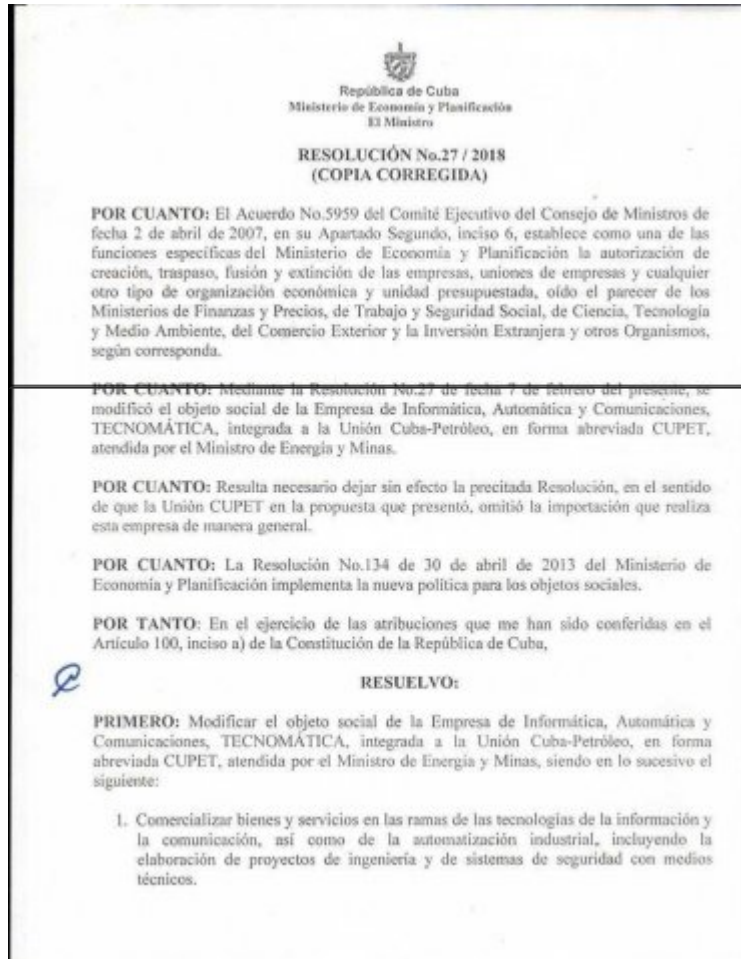 República de Cuba
Ministerio de Economía y Planificación
El Ministro
RESOLUCIÓN No.27 / 2018
(COPIA CORREGIDA)
POR CUANTO: El Acuerdo No.5959 del Comité Ejecutivo del Consejo de Ministros de
fecha 2 de abril de 2007, en su Apartado Segundo, inciso 6, establece como una de las
funciones específicas del Ministerio de Economía y Planificación la autorización de
creación, traspaso, fusión y extinción de las empresas, uniones de empresas y cualquier
otro tipo de organización económica y unidad presupuestada, oído el parecer de los
Ministerios de Finanzas y Precios, de Trabajo y Seguridad Social, de Ciencia, Tecnología
y Medio Ambiente, del Comercio Exterior y la Inversión Extranjera y otros Organismos,
según corresponda.
POR CUANTO: Mediante la Resolución No.27 de fecha 7 de febrero del presente, se
modificó el objeto social de la Empresa de Informática, Automática y Comunicaciones,
TECNOMÁTICA, integrada a la Unión Cuba-Petróleo, en forma abreviada CUPET,
atendida por el Ministro de Energía y Minas.
POR CUANTO: Resulta necesario dejar sin efecto la precitada Resolución, en el sentido
de que la Unión CUPET en la propuesta que presentó, omitió la importación que realiza
esta empresa de manera general.
POR CUANTO: La Resolución No.134 de 30 de abril de 2013 del Ministerio de
Economía y Planificación implementa la nueva política para los objetos sociales.
POR TANTO: En el ejercicio de las atribuciones que me han sido conferidas en el
Artículo 100, inciso a) de la Constitución de la República de Cuba,
RESUELVO:
PRIMERO: Modificar el objeto social de la Empresa de Informática, Automática y
Comunicaciones, TECNOMÁTICA, integrada a la Unión Cuba-Petróleo, en forma
abreviada CUPET, atendida por el Ministro de Energía y Minas, siendo en lo sucesivo el
siguiente:
1. Comercializar bienes y servicios en las ramas de las tecnologías de la información y
la comunicación, así como de la automatización industrial, incluyendo la
elaboración de proyectos de ingeniería y de sistemas de seguridad con medios
técnicos.